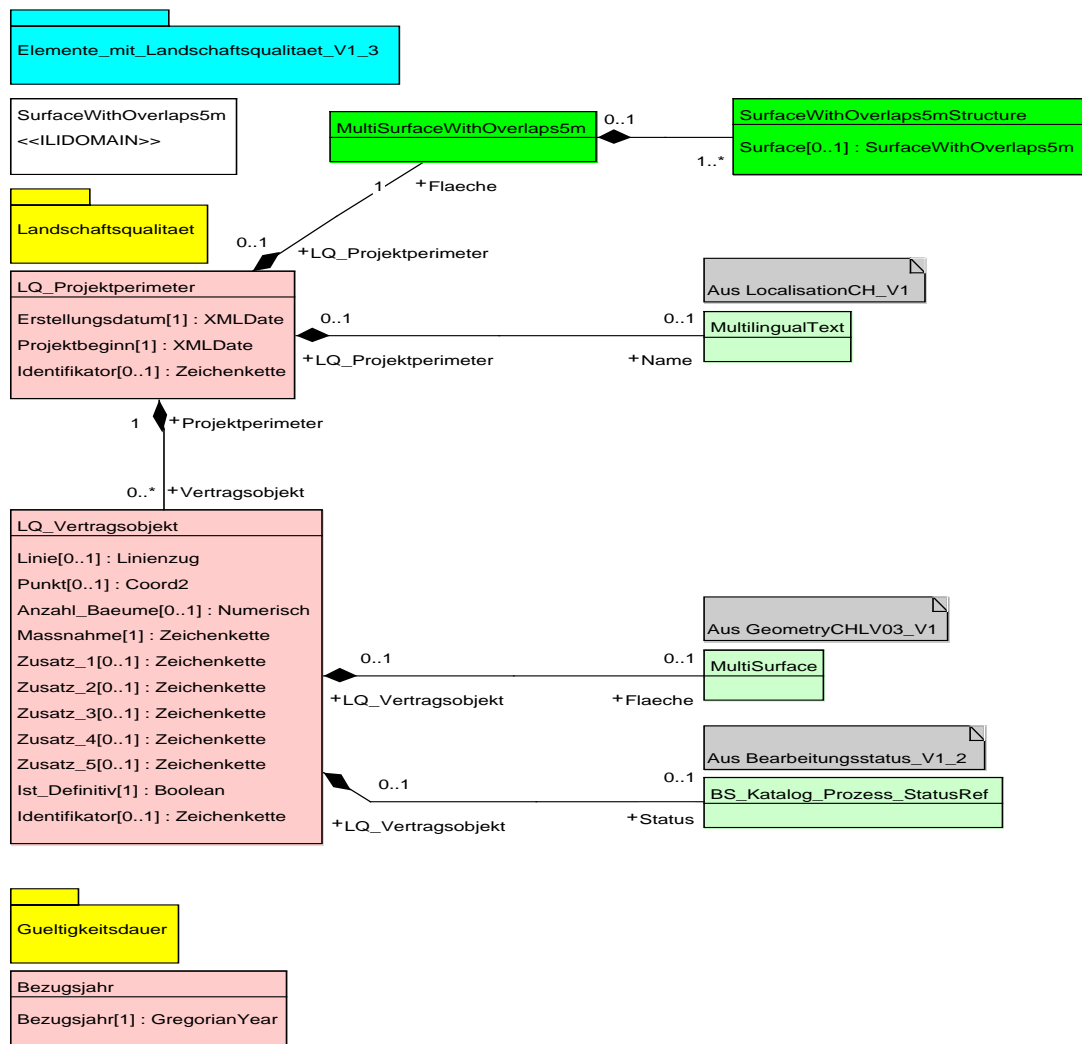 Elemente_mit_Landschaftsqualitaet_V1_3
SurfaceWithOverlaps5m
<<ILIDOMAIN>>
MultiSurfaceWithOverlaps5m
0..1
1..*
SurfaceWithOverlaps5mStructure
Surface[0..1] : SurfaceWithOverlaps5m
1
+Flaeche
Landschaftsqualitaet
0..1
+LQ_Projektperimeter
LQ_Projektperimeter
Erstellungsdatum[1] : XMLDate
Projektbeginn[1] : XMLDate
Identifikator[0..1] : Zeichenkette
Aus LocalisationCH_V1
0..1
0..1
MultilingualText
+LQ_Projektperimeter
+Name
1
+Projektperimeter
0..*
+Vertragsobjekt
LQ_Vertragsobjekt
Linie[0..1] : Linienzug
Punkt[0..1] : Coord2
Anzahl_Baeume[0..1] : Numerisch
Massnahme[1] : Zeichenkette
Zusatz_1[0..1] : Zeichenkette
Zusatz_2[0..1] : Zeichenkette
Zusatz_3[0..1] : Zeichenkette
Zusatz_4[0..1] : Zeichenkette
Zusatz_5[0..1] : Zeichenkette
Ist_Definitiv[1] : Boolean
Identifikator[0..1] : Zeichenkette
Aus GeometryCHLV03_V1
0..1
0..1
MultiSurface
+LQ_Vertragsobjekt
+Flaeche
Aus Bearbeitungsstatus_V1_2
0..1
0..1
BS_Katalog_Prozess_StatusRef
+LQ_Vertragsobjekt
+Status
Gueltigkeitsdauer
Bezugsjahr
Bezugsjahr[1] : GregorianYear